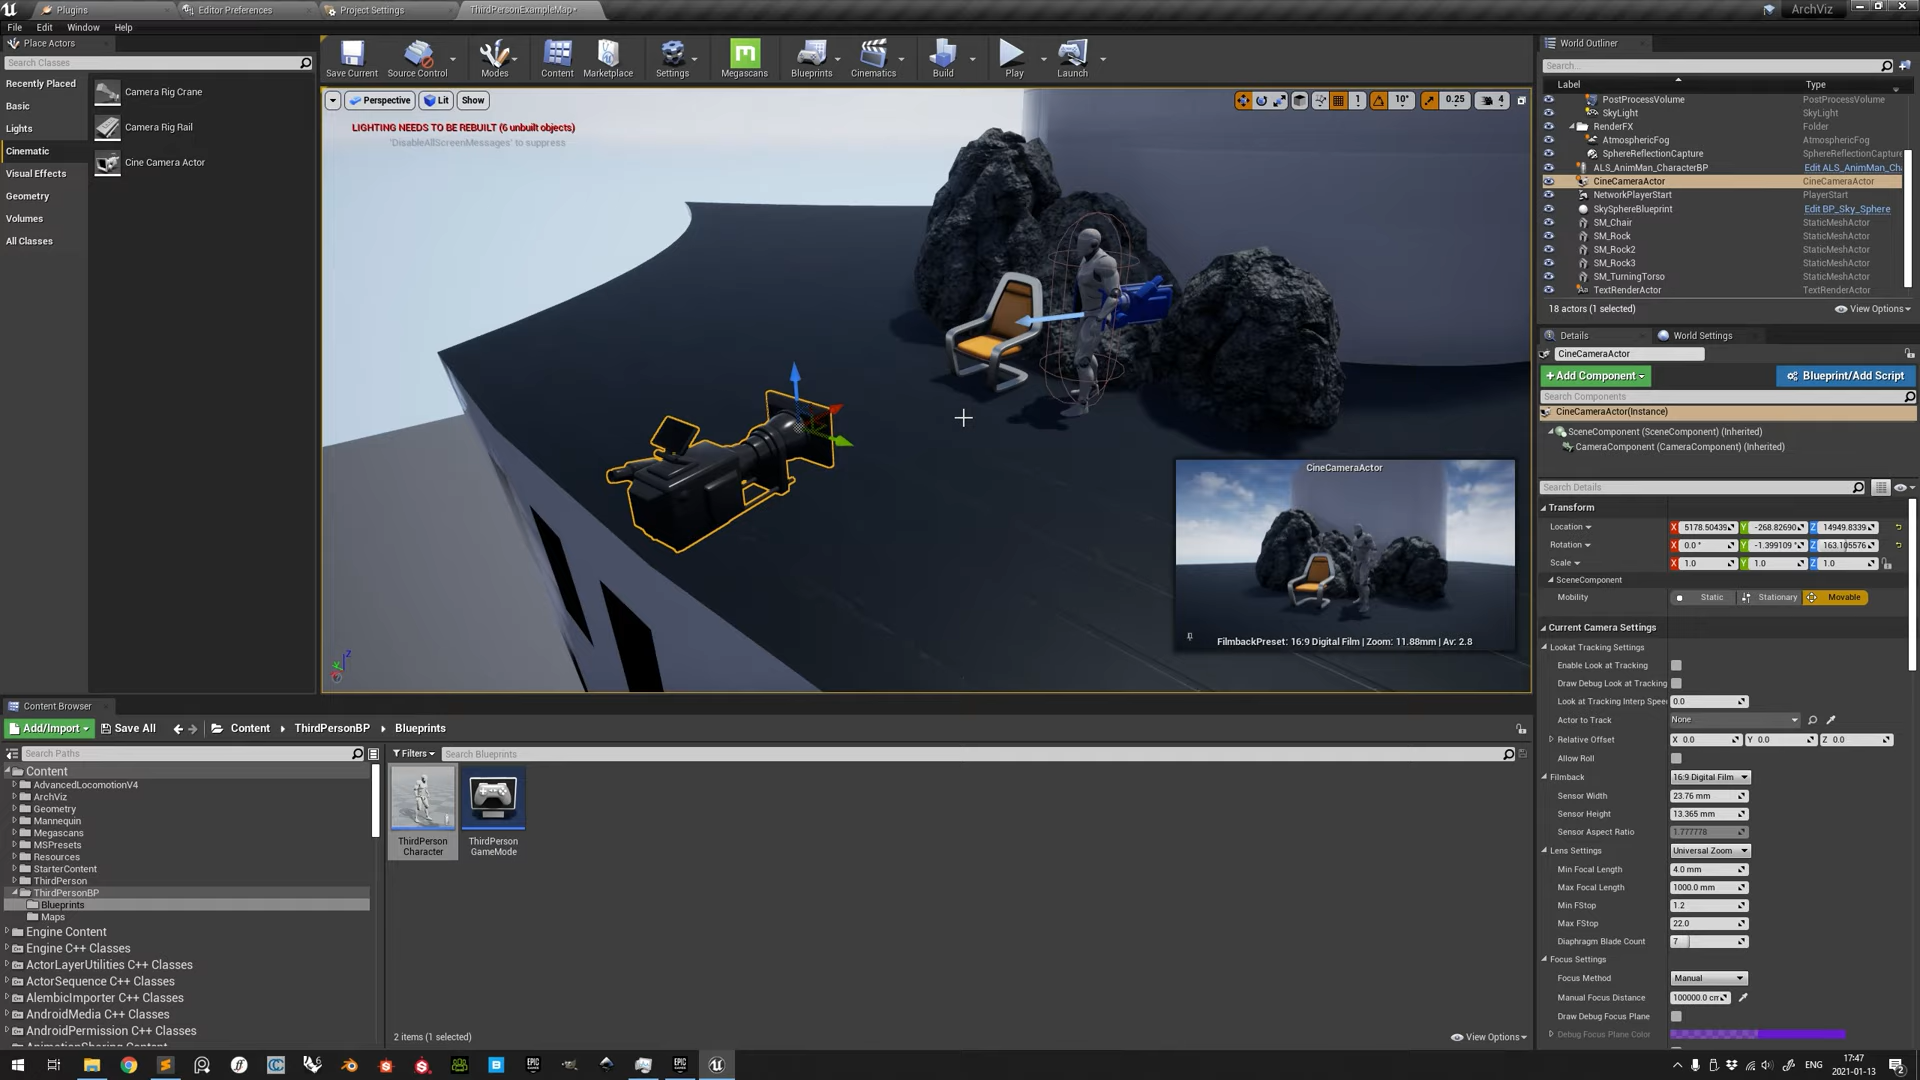 Plugins
Editor Preferences
Project Settings
ThirdPersonExampleMap*
ArchViz
File Edit Window Help
Place Actors
Search Classes
Recently Placed
Basic
Lights
Cinematic
Visual Effects
Geometry
Volumes
All Classes
Camera Rig Crane
Camera Rig Rail
Cine Camera Actor
Save Current
Source Control
Modes
Content
Marketplace
Settings
Megascans
Blueprints
Cinematics
Build
Play
Launch
Perspective
Lit
Show
1
10°
0.25
4
LIGHTING NEEDS TO BE REBUILT (6 unbuilt objects)
'DisableAllScreenMessages' to suppress
CineCameraActor
FilmbackPreset: 16:9 Digital Film | Zoom: 11.88mm | Av: 2.8
World Outliner
Search...
Label Type
PostProcessVolume PostProcessVolume
SkyLight SkyLight
RenderFX Folder
AtmosphericFog AtmosphericFog
SphereReflectionCapture SphereReflectionCapture
ALS_AnimMan_CharacterBP Edit ALS_AnimMan_Cha
CineCameraActor CineCameraActor
NetworkPlayerStart PlayerStart
SkySphereBlueprint Edit BP_Sky_Sphere
SM_Chair StaticMeshActor
SM_Rock StaticMeshActor
SM_Rock2 StaticMeshActor
SM_Rock3 StaticMeshActor
SM_TurningTorso StaticMeshActor
TextRenderActor TextRenderActor
18 actors (1 selected)
View Options
Details
World Settings
CineCameraActor
+Add Component
Blueprint/Add Script
Search Components
CineCameraActor(Instance)
SceneComponent (SceneComponent) (Inherited)
CameraComponent (CameraComponent) (Inherited)
Search Details
Transform
Location X 5178.50439 Y -268.82690 Z 14949.8339
Rotation X 0.0 ° Y -1.399109 ° Z 163.105576
Scale X 1.0 Y 1.0 Z 1.0
SceneComponent
Mobility Static Stationary Movable
Current Camera Settings
Lookat Tracking Settings
Enable Look at Tracking
Draw Debug Look at Tracking
Look at Tracking Interp Spee 0.0
Actor to Track None
Relative Offset X 0.0 Y 0.0 Z 0.0
Allow Roll
Filmback 16:9 Digital Film
Sensor Width 23.76 mm
Sensor Height 13.365 mm
Sensor Aspect Ratio 1.777778
Lens Settings Universal Zoom
Min Focal Length 4.0 mm
Max Focal Length 1000.0 mm
Min FStop 1.2
Max FStop 22.0
Diaphragm Blade Count 7
Focus Settings
Focus Method Manual
Manual Focus Distance 100000.0 cm
Draw Debug Focus Plane
Debug Focus Plane Color
Content Browser
Add/Import
Save All
Content
ThirdPersonBP
Blueprints
Search Paths
Filters
Search Blueprints
Content
AdvancedLocomotionV4
ArchViz
Geometry
Mannequin
Megascans
MSPresets
Resources
StarterContent
ThirdPerson
ThirdPersonBP
Blueprints
Maps
Engine Content
Engine C++ Classes
ActorLayerUtilities C++ Classes
ActorSequence C++ Classes
AlembicImporter C++ Classes
AndroidMedia C++ Classes
AndroidPermission C++ Classes
AnimationSharing Content
ThirdPerson
Character
ThirdPerson
GameMode
2 items (1 selected)
View Options
ENG
17:47
2021-01-13